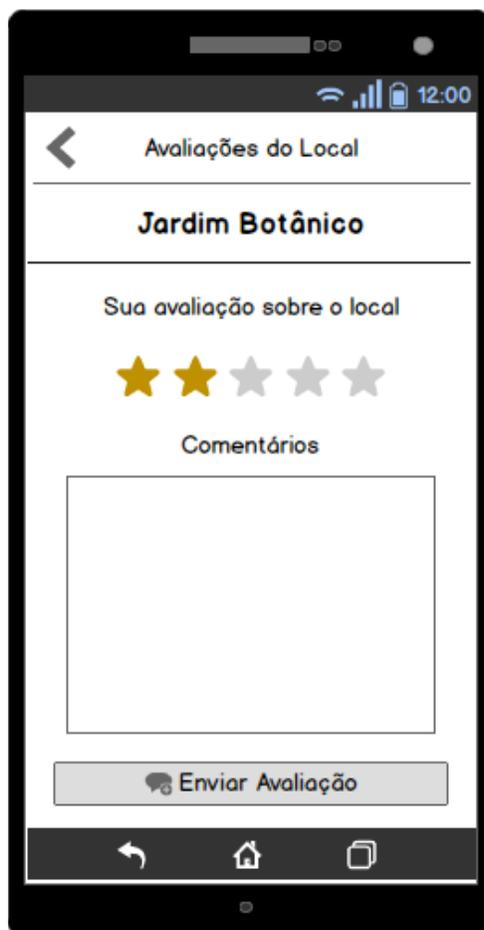 12:00
Avaliações do Local
Jardim Botânico
Sua avaliação sobre o local
Comentários
Enviar Avaliação